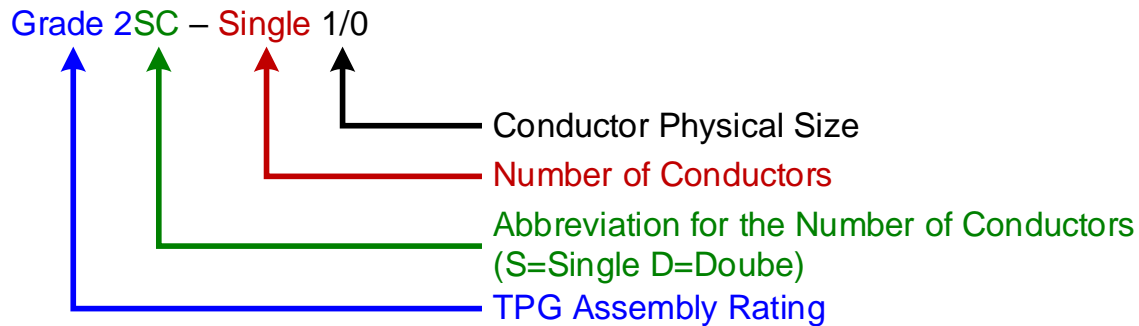 Grade 2SC – Single 1/0
Conductor Physical Size
Number of Conductors
Abbreviation for the Number of Conductors
(S=Single D=Doube)
TPG Assembly Rating